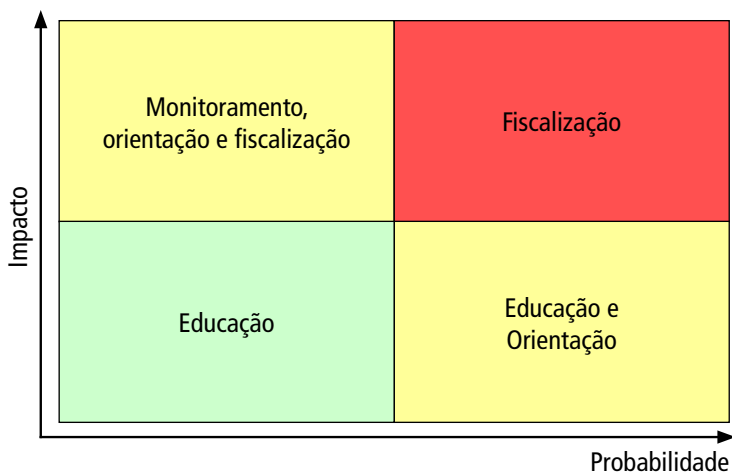 Impacto
Monitoramento,
orientação e fiscalização
Fiscalização
Educação
Educação e
Orientação
Probabilidade